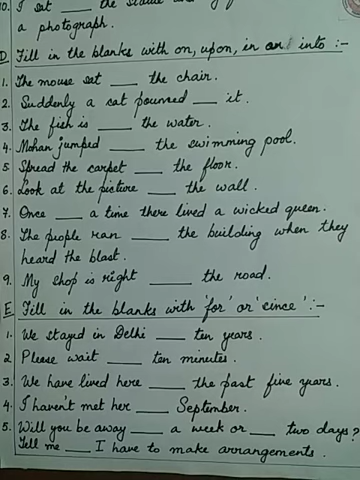 10. I sat ___ the
a photograph.
D Fill in the blanks with on, upon, in or into :-
1. The mouse sat ___ the chair.
2. Suddenly a cat pounced ___ it.
3. The fish is ___ the water.
4. Mohan jumped ___ the swimming pool.
5. Spread the carpet ___ the floor.
6. Look at the picture ___ the wall.
7. Once ___ a time there lived a wicked queen.
8. The people ran ___ the building when they
heard the blast.
9. My shop is right ___ the road.
E Fill in the blanks with 'for' or 'since' :-
1. We stayed in Delhi ___ ten years.
2. Please wait ___ ten minutes.
3. We have lived here ___ the past five years.
4. I haven't met her ___ September.
5. Will you be away ___ a week or ___ two days?
Tell me ___ I have to make arrangements.